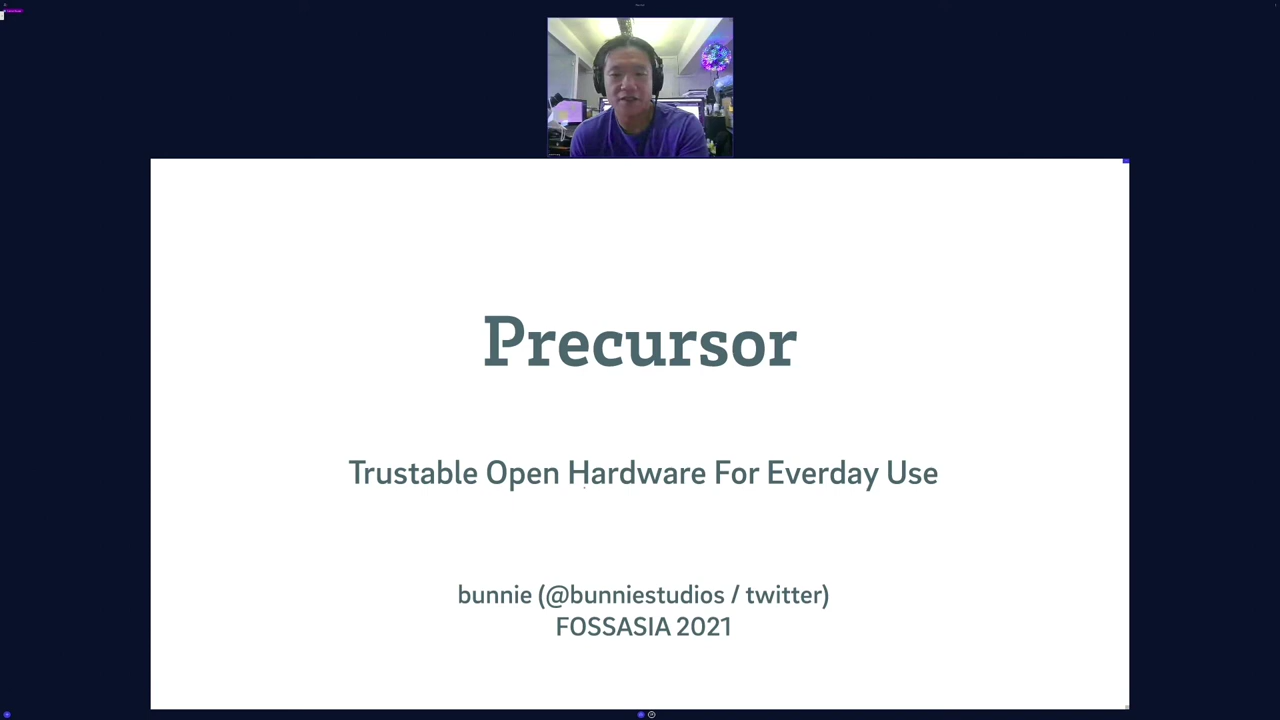 Precursor
Trustable Open Hardware For Everday Use
bunnie (@bunniestudios / twitter)
FOSSASIA 2021